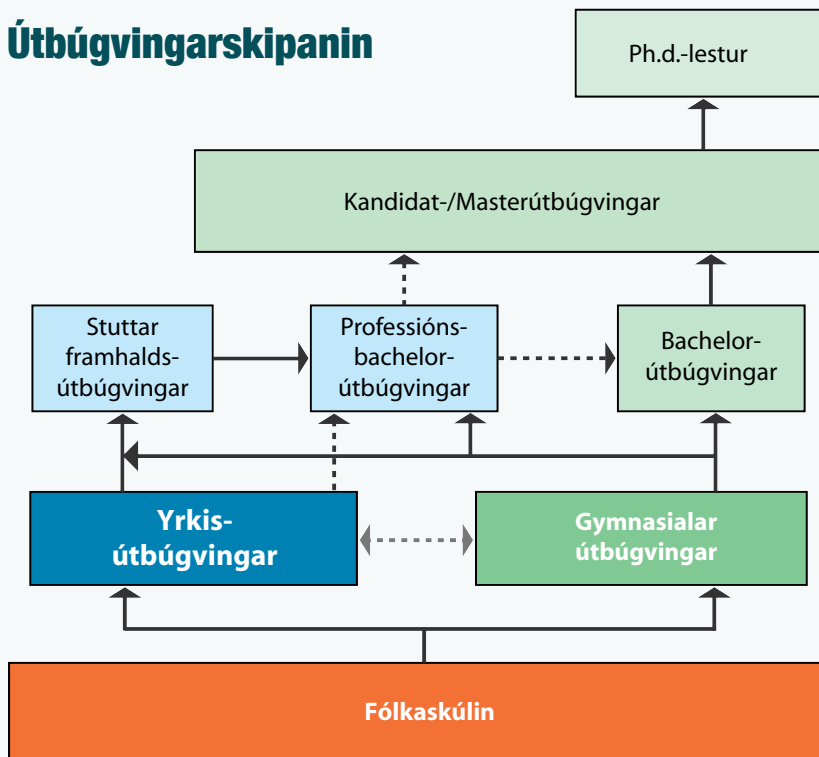 Útbúgvingarskipanin
Ph.d.-lestur
Kandidat-/Masterútbúgvingar
Stuttar
framhalds-
útbúgvingar
Professións-
bachelor-
útbúgvingar
Bachelor-
útbúgvingar
Yrkis-
útbúgvingar
Gymnasialar
útbúgvingar
Fólkaskúlin